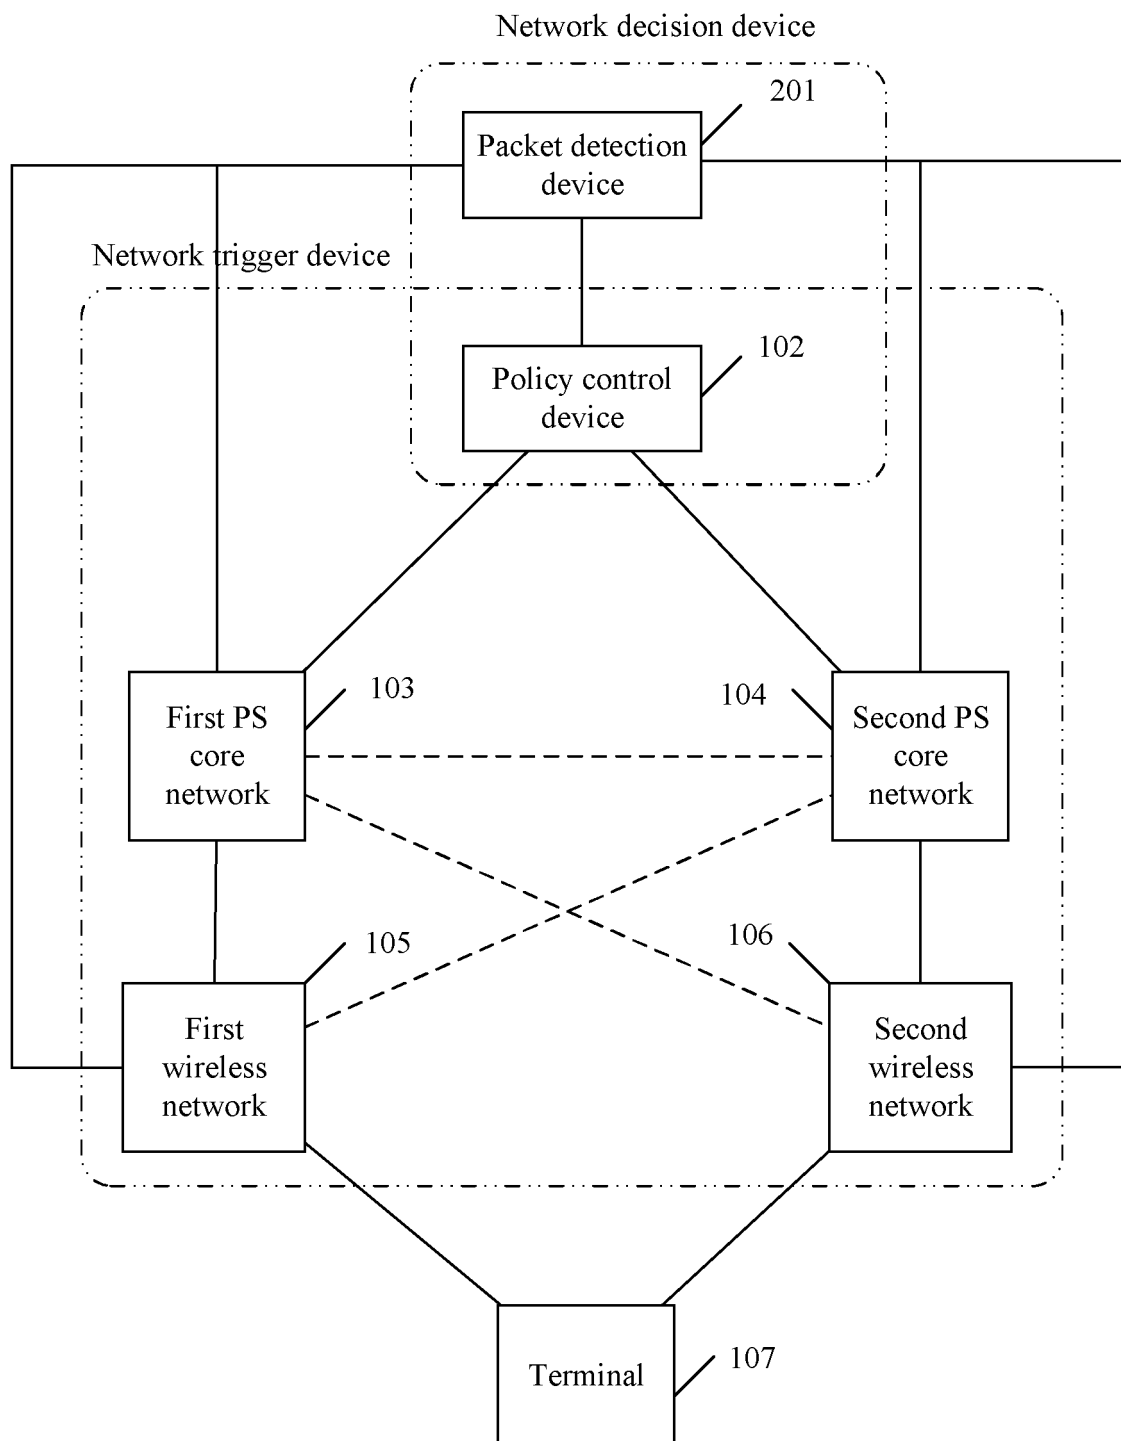 Network decision device
201
Packet detection
device
Network trigger device
102
Policy control
device
103
104
First PS
core
network
Second PS
core
network
105
106
First
wireless
network
Second
wireless
network
Terminal
107